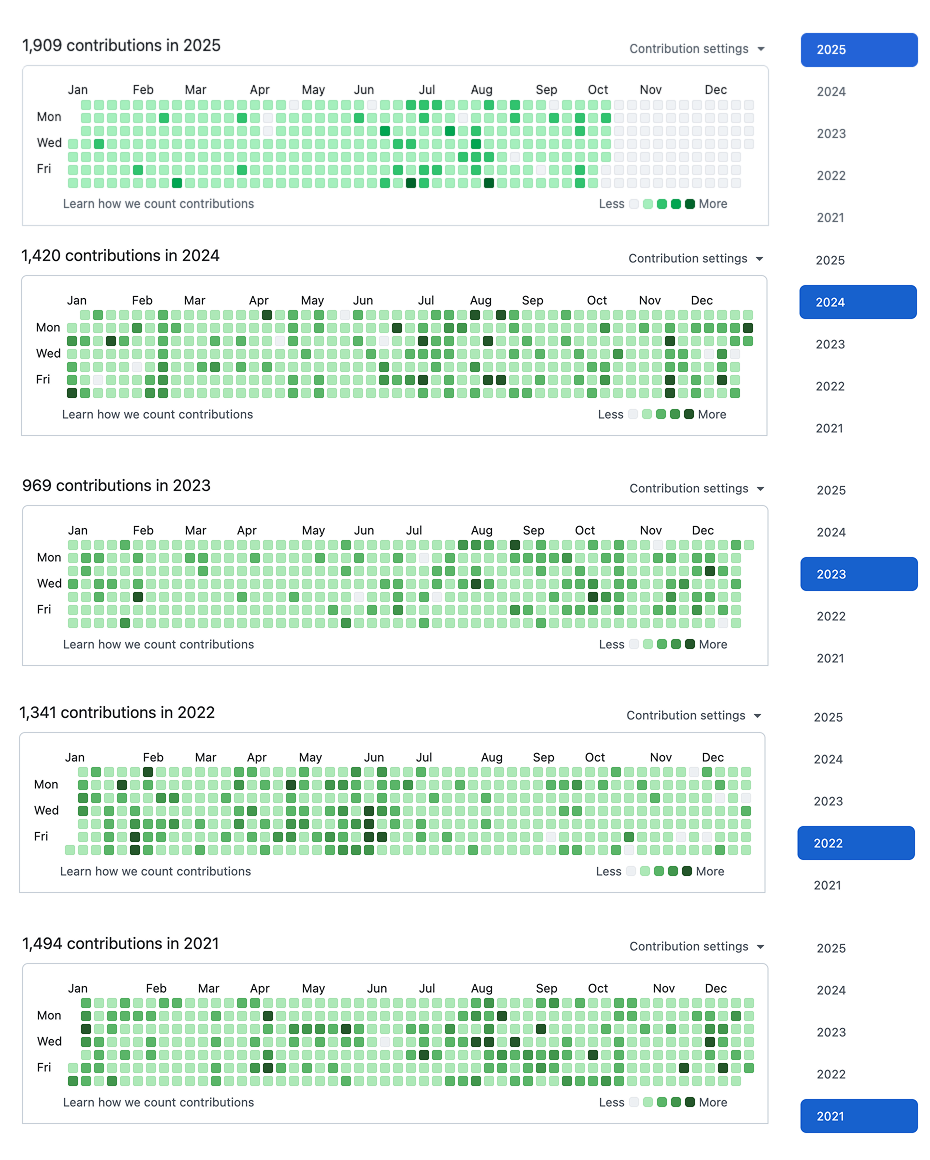 1,909 contributions in 2025
Contribution settings
2025
2024
2023
2022
2021
Jan Feb Mar Apr May Jun Jul Aug Sep Oct Nov Dec
Mon
Wed
Fri
Learn how we count contributions
Less More
1,420 contributions in 2024
Contribution settings
2025
2024
2023
2022
2021
Jan Feb Mar Apr May Jun Jul Aug Sep Oct Nov Dec
Mon
Wed
Fri
Learn how we count contributions
Less More
969 contributions in 2023
Contribution settings
2025
2024
2023
2022
2021
Jan Feb Mar Apr May Jun Jul Aug Sep Oct Nov Dec
Mon
Wed
Fri
Learn how we count contributions
Less More
1,341 contributions in 2022
Contribution settings
2025
2024
2023
2022
2021
Jan Feb Mar Apr May Jun Jul Aug Sep Oct Nov Dec
Mon
Wed
Fri
Learn how we count contributions
Less More
1,494 contributions in 2021
Contribution settings
2025
2024
2023
2022
2021
Jan Feb Mar Apr May Jun Jul Aug Sep Oct Nov Dec
Mon
Wed
Fri
Learn how we count contributions
Less More